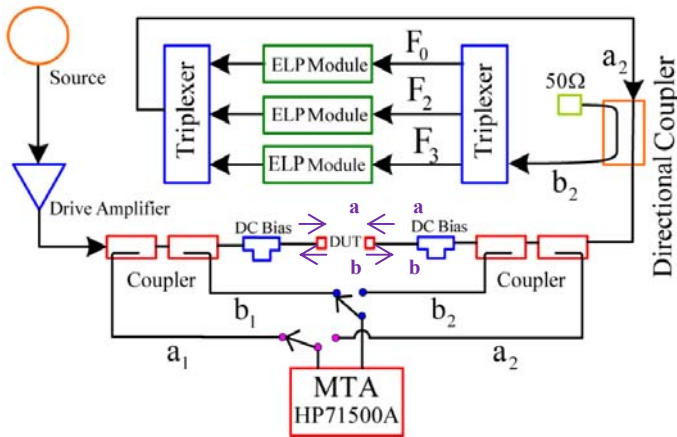 Source
Drive Amplifier
Triplexer
ELP Module
ELP Module
ELP Module
F0
F2
F3
Triplexer
50Ω
a2
b2
Directional Coupler
DC Bias
a
a
DUT
b
b
DC Bias
Coupler
Coupler
b1
b2
a1
a2
MTA
HP71500A